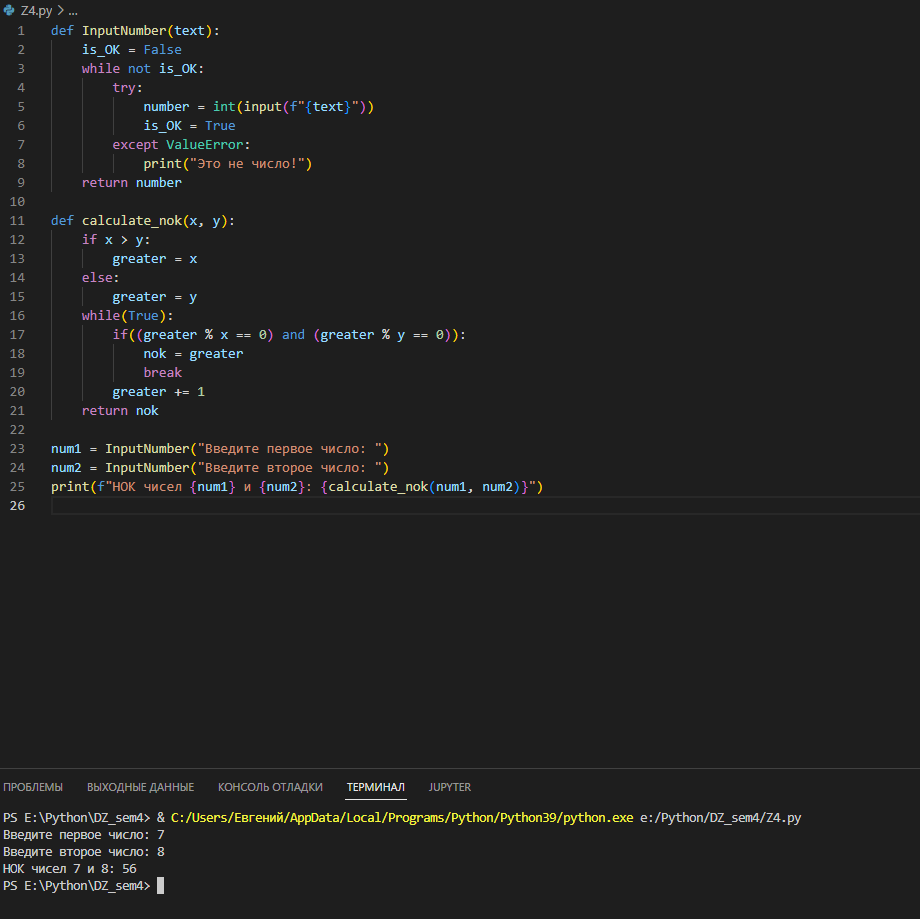 Z4.py > ...
1 def InputNumber(text):
2     is_OK = False
3     while not is_OK:
4         try:
5             number = int(input(f"{text}"))
6             is_OK = True
7         except ValueError:
8             print("Это не число!")
9     return number
10
11 def calculate_nok(x, y):
12     if x > y:
13         greater = x
14     else:
15         greater = y
16     while(True):
17         if((greater % x == 0) and (greater % y == 0)):
18             nok = greater
19             break
20         greater += 1
21     return nok
22
23 num1 = InputNumber("Введите первое число: ")
24 num2 = InputNumber("Введите второе число: ")
25 print(f"НОК чисел {num1} и {num2}: {calculate_nok(num1, num2)}")
26
ПРОБЛЕМЫ ВЫХОДНЫЕ ДАННЫЕ КОНСОЛЬ ОТЛАДКИ ТЕРМИНАЛ JUPYTER
PS E:\Python\DZ_sem4> & C:/Users/Евгений/AppData/Local/Programs/Python/Python39/python.exe e:/Python/DZ_sem4/Z4.py
Введите первое число: 7
Введите второе число: 8
НОК чисел 7 и 8: 56
PS E:\Python\DZ_sem4>